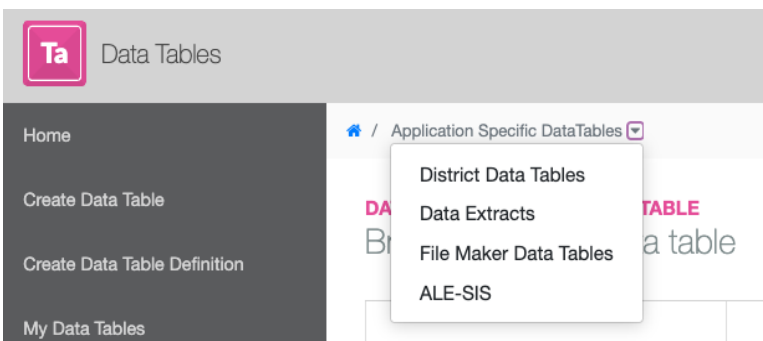 Ta Data Tables
Home
/ Application Specific DataTables
District Data Tables
Create Data Table
DA TABLE
Data Extracts
a table
File Maker Data Tables
Create Data Table Definition
ALE-SIS
My Data Tables